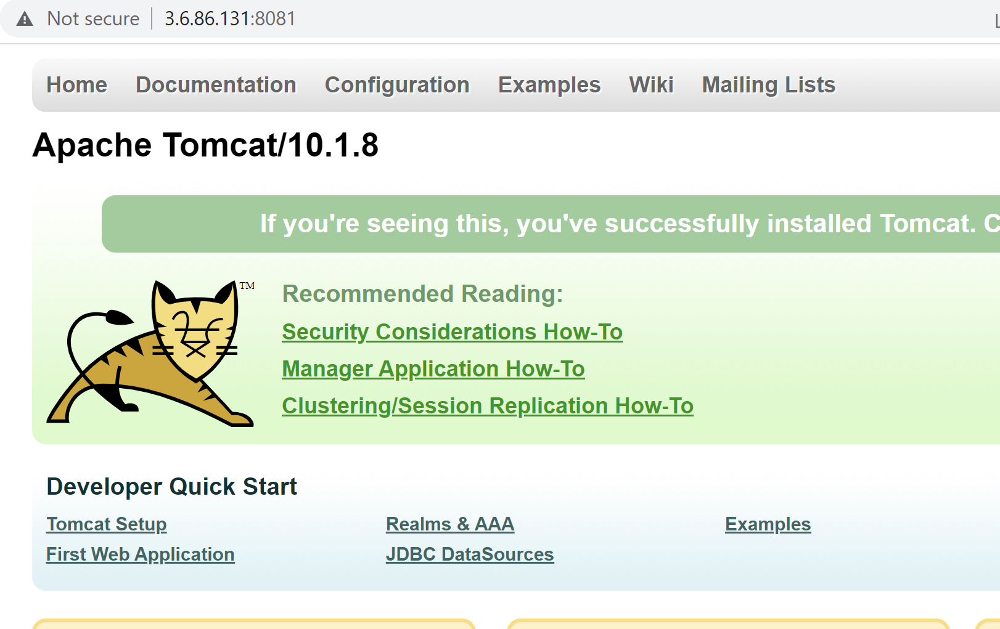 Not secure 3.6.86.131:8081
Home Documentation Configuration Examples Wiki Mailing Lists
Apache Tomcat/10.1.8
If you're seeing this, you've successfully installed Tomcat. C
TM
Recommended Reading:
Security Considerations How-To
Manager Application How-To
Clustering/Session Replication How-To
Developer Quick Start
Tomcat Setup Realms & AAA Examples
First Web Application JDBC DataSources